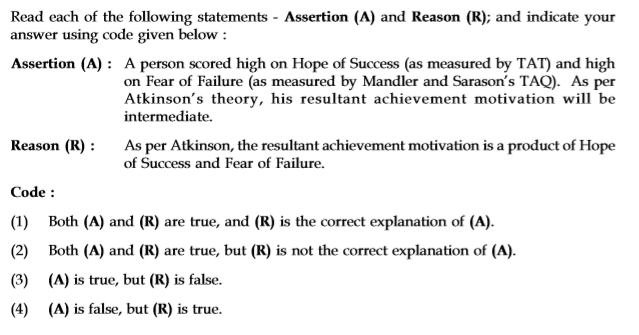 Read each of the following statements - Assertion (A) and Reason (R); and indicate your
answer using code given below :
Assertion (A) : A person scored high on Hope of Success (as measured by TAT) and high
on Fear of Failure (as measured by Mandler and Sarason's TAQ). As per
Atkinson's theory, his resultant achievement motivation will be
intermediate.
Reason (R) : As per Atkinson, the resultant achievement motivation is a product of Hope
of Success and Fear of Failure.
Code :
(1) Both (A) and (R) are true, and (R) is the correct explanation of (A).
(2) Both (A) and (R) are true, but (R) is not the correct explanation of (A).
(3) (A) is true, but (R) is false.
(4) (A) is false, but (R) is true.